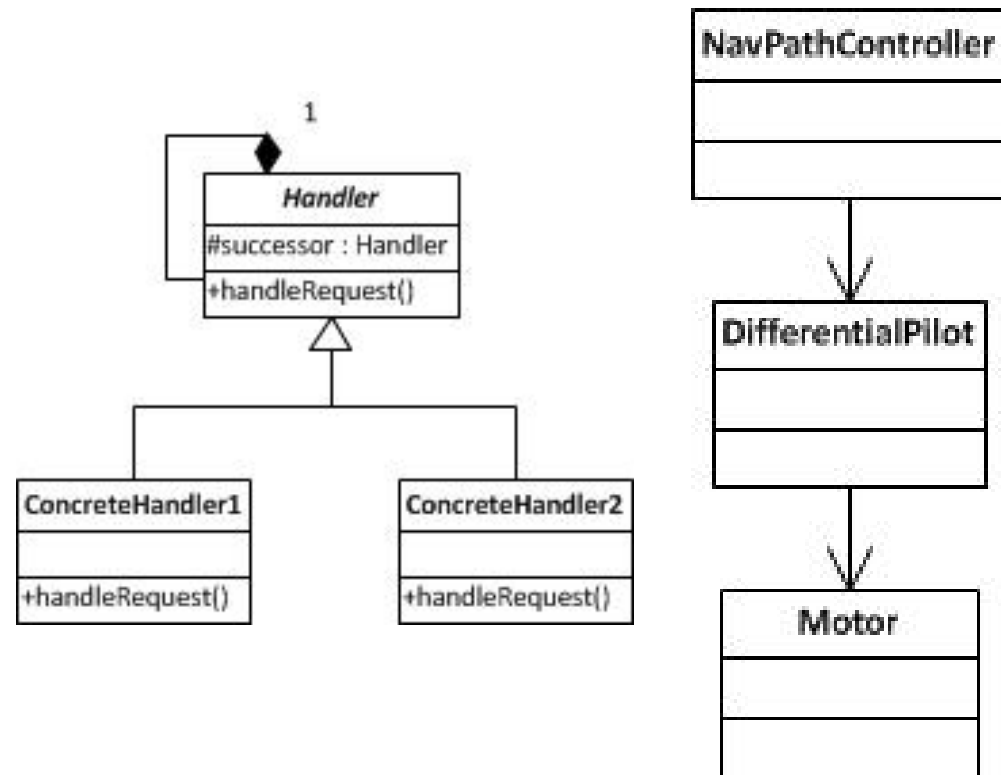 1
Handler
#successor : Handler
+handleRequest()
ConcreteHandler1
+handleRequest()
ConcreteHandler2
+handleRequest()
NavPathController
DifferentialPilot
Motor